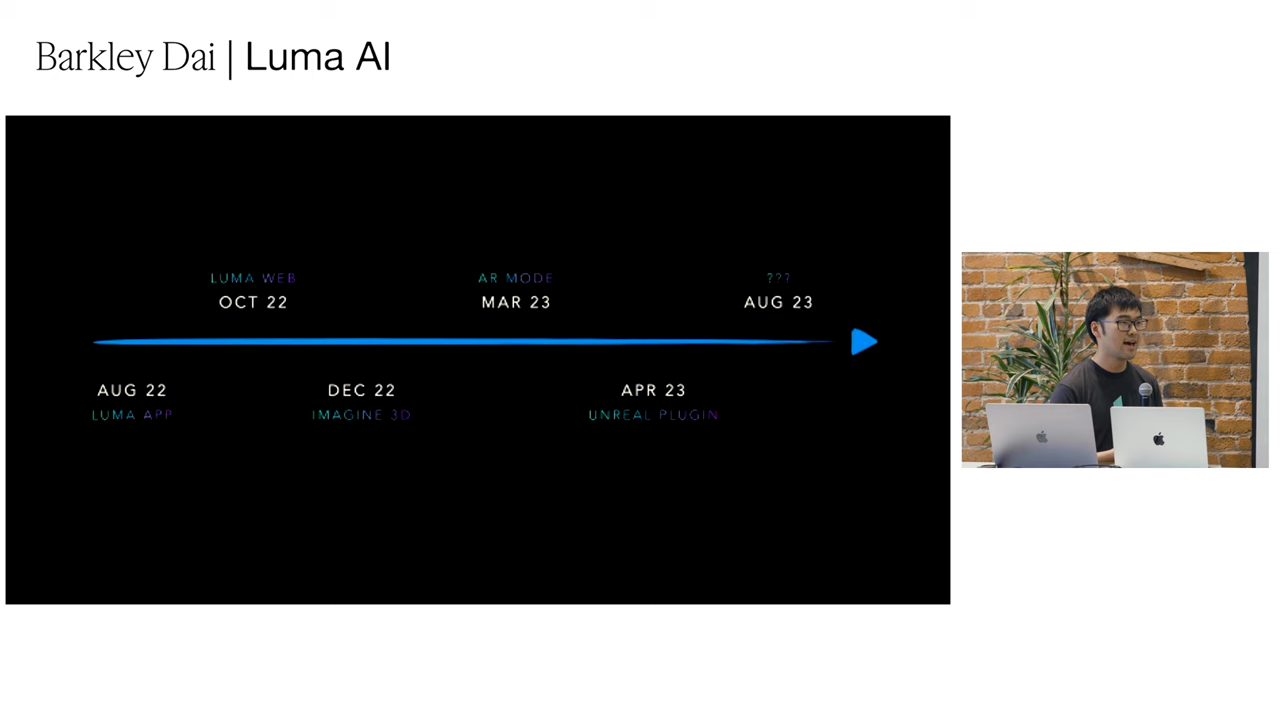 Barkley Dai | Luma AI
LUMA WEB
OCT 22
AR MODE
MAR 23
???
AUG 23
AUG 22
LUMA APP
DEC 22
IMAGINE 3D
APR 23
UNREAL PLUGIN